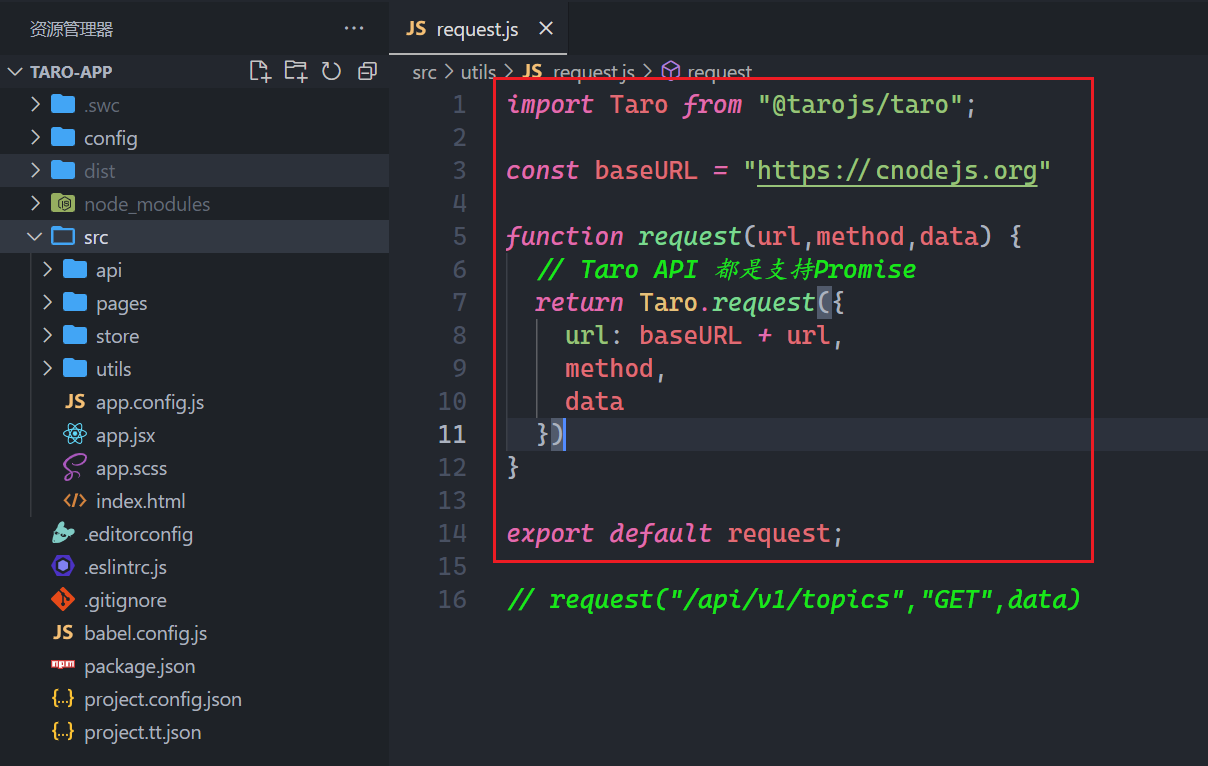 资源管理器
TARO-APP
.swc
config
dist
node_modules
src
api
pages
store
utils
JS app.config.js
app.jsx
app.scss
index.html
.editorconfig
.eslintrc.js
.gitignore
JS babel.config.js
npm package.json
{..} project.config.json
{..} project.tt.json
JS request.js
src > utils > JS request.js > request
1 import Taro from "@tarojs/taro";
2
3 const baseURL = "https://cnodejs.org"
4
5 function request(url,method,data) {
6 // Taro API 都是支持Promise
7 return Taro.request({
8 url: baseURL + url,
9 method,
10 data
11 })
12 }
13
14 export default request;
15
16 // request("/api/v1/topics","GET",data)